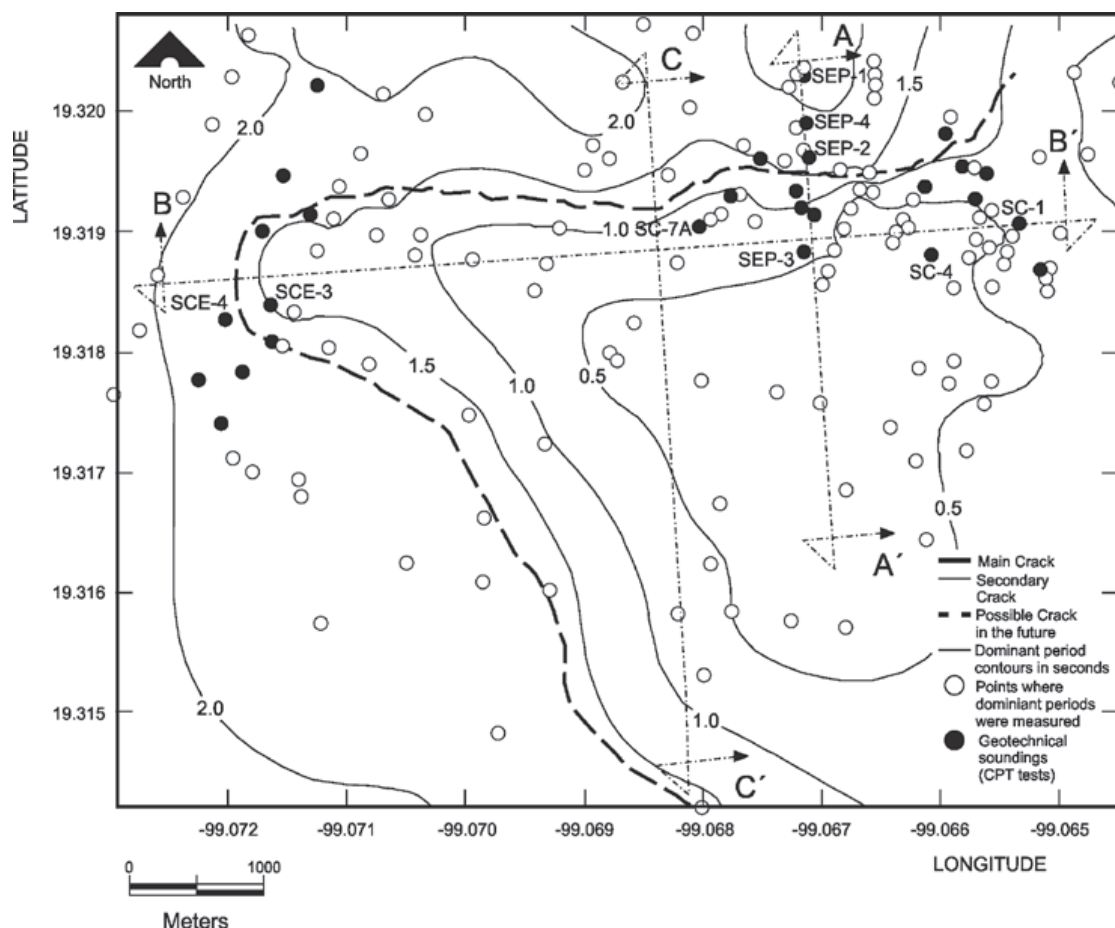 A
C
North
SEP-1
19.320
1.5
2.0
2.0
SEP-4
SEP-2
B´
LATITUDE
B
SC-1
1.0
SC-7A
19.319
SEP-3
SC-4
SCE-4
SCE-3
19.318
1.5
1.0
0.5
19.317
0.5
A´
Main Crack
Secondary
Crack
19.316
Possible Crack
in the future
Dominant period
contours in seconds
Points where
dominiant periods
were measured
2.0
19.315
1.0
Geotechnical
soundings
(CPT tests)
C´
-99.072 -99.071 -99.070 -99.069 -99.068 -99.067 -99.066 -99.065
LONGITUDE
0 1000
Meters